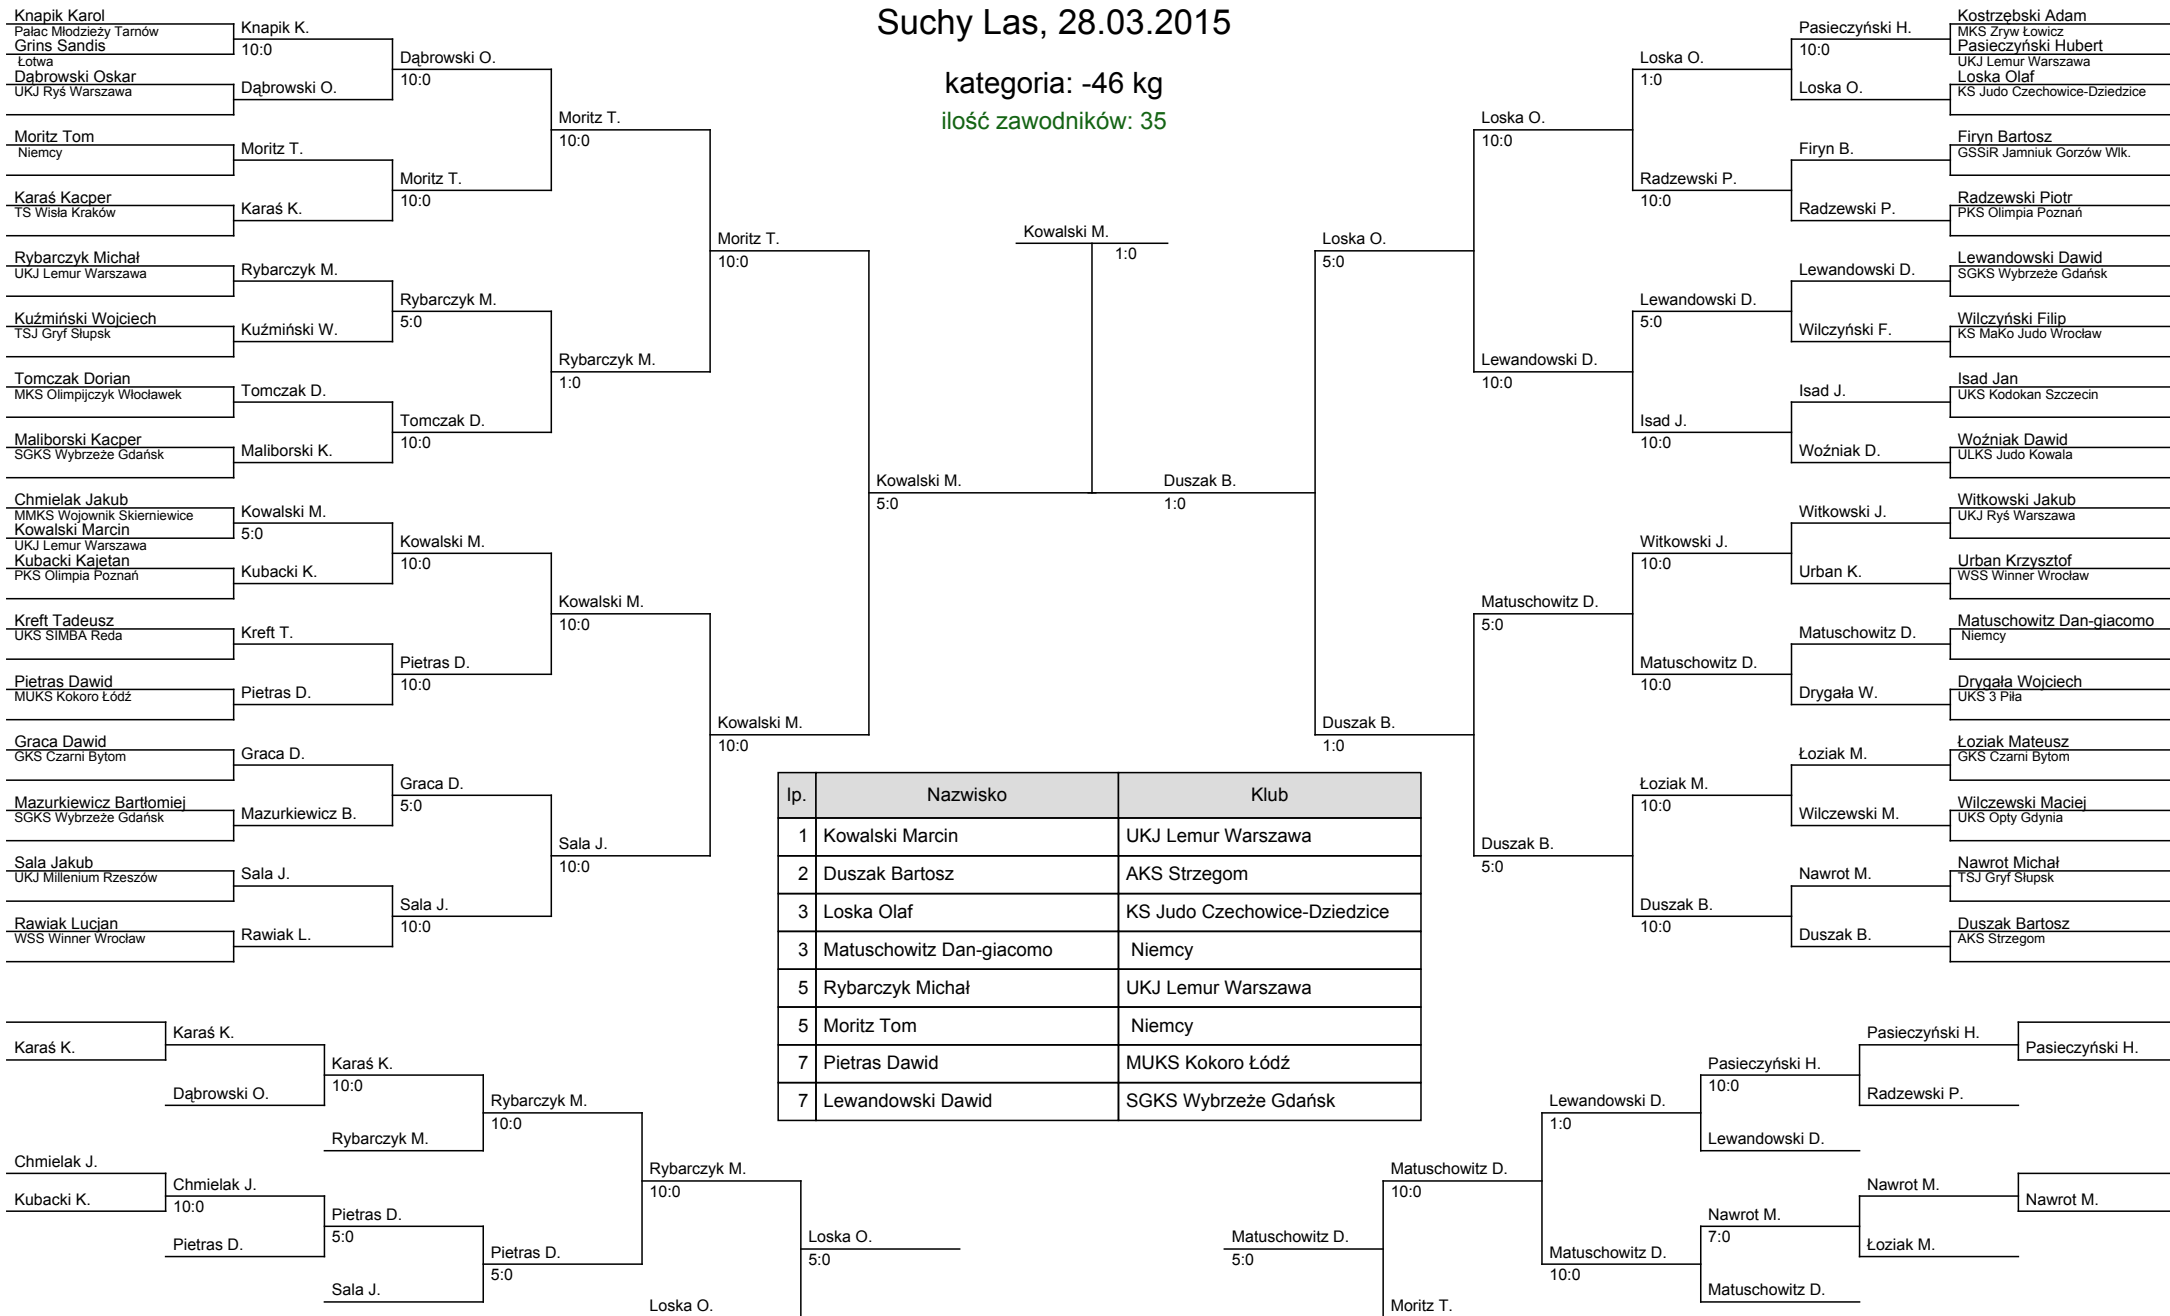 Suchy Las, 28.03.2015
kategoria: -46 kg
ilość zawodników: 35
Knapik Karol
Pałac Młodzieży Tarnów
Grins Sandis
Łotwa
Dąbrowski Oskar
UKJ Ryś Warszawa
Moritz Tom
Niemcy
Karaś Kacper
TS Wisła Kraków
Rybarczyk Michał
UKJ Lemur Warszawa
Kuźmiński Wojciech
TSJ Gryf Słupsk
Tomczak Dorian
MKS Olimpijczyk Włocławek
Maliborski Kacper
SGKS Wybrzeże Gdańsk
Chmielak Jakub
MMKS Wojownik Skierniewice
Kowalski Marcin
UKJ Lemur Warszawa
Kubacki Kajetan
PKS Olimpia Poznań
Kreft Tadeusz
UKS SIMBA Reda
Pietras Dawid
MUKS Kokoro Łódź
Graca Dawid
GKS Czarni Bytom
Mazurkiewicz Bartłomiej
SGKS Wybrzeże Gdańsk
Sala Jakub
UKJ Millenium Rzeszów
Rawiak Lucjan
WSS Winner Wrocław
Knapik K.
10:0
Dąbrowski O.
Moritz T.
Karaś K.
Rybarczyk M.
Kuźmiński W.
Tomczak D.
Maliborski K.
Kowalski M.
5:0
Kubacki K.
Kreft T.
Pietras D.
Graca D.
Mazurkiewicz B.
Sala J.
Rawiak L.
Dąbrowski O.
10:0
Moritz T.
10:0
Rybarczyk M.
5:0
Tomczak D.
10:0
Kowalski M.
10:0
Pietras D.
10:0
Graca D.
5:0
Sala J.
10:0
Moritz T.
10:0
Rybarczyk M.
1:0
Kowalski M.
10:0
Sala J.
10:0
Moritz T.
10:0
Kowalski M.
10:0
Kowalski M.
5:0
Kowalski M.
1:0
Duszak B.
1:0
Loska O.
5:0
Duszak B.
1:0
Loska O.
10:0
Lewandowski D.
10:0
Matuschowitz D.
5:0
Duszak B.
5:0
Loska O.
1:0
Radzewski P.
10:0
Lewandowski D.
5:0
Isad J.
10:0
Witkowski J.
10:0
Matuschowitz D.
10:0
Łoziak M.
10:0
Duszak B.
10:0
Pasieczyński H.
10:0
Loska O.
Firyn B.
Radzewski P.
Lewandowski D.
Wilczyński F.
Isad J.
Woźniak D.
Witkowski J.
Urban K.
Matuschowitz D.
Drygała W.
Łoziak M.
Wilczewski M.
Nawrot M.
Duszak B.
Kostrzębski Adam
MKS Zryw Łowicz
Pasieczyński Hubert
UKJ Lemur Warszawa
Loska Olaf
KS Judo Czechowice-Dziedzice
Firyn Bartosz
GSSiR Jamniuk Gorzów Wlk.
Radzewski Piotr
PKS Olimpia Poznań
Lewandowski Dawid
SGKS Wybrzeże Gdańsk
Wilczyński Filip
KS MaKo Judo Wrocław
Isad Jan
UKS Kodokan Szczecin
Woźniak Dawid
ULKS Judo Kowala
Witkowski Jakub
UKJ Ryś Warszawa
Urban Krzysztof
WSS Winner Wrocław
Matuschowitz Dan-giacomo
Niemcy
Drygała Wojciech
UKS 3 Piła
Łoziak Mateusz
GKS Czarni Bytom
Wilczewski Maciej
UKS Opty Gdynia
Nawrot Michał
TSJ Gryf Słupsk
Duszak Bartosz
AKS Strzegom
lp. Nazwisko Klub
1 Kowalski Marcin UKJ Lemur Warszawa
2 Duszak Bartosz AKS Strzegom
3 Loska Olaf KS Judo Czechowice-Dziedzice
3 Matuschowitz Dan-giacomo Niemcy
5 Rybarczyk Michał UKJ Lemur Warszawa
5 Moritz Tom Niemcy
7 Pietras Dawid MUKS Kokoro Łódź
7 Lewandowski Dawid SGKS Wybrzeże Gdańsk
Karaś K.
Chmielak J.
Kubacki K.
Karaś K.
Dąbrowski O.
Chmielak J.
10:0
Pietras D.
Karaś K.
10:0
Rybarczyk M.
Pietras D.
5:0
Sala J.
Rybarczyk M.
10:0
Pietras D.
5:0
Rybarczyk M.
10:0
Loska O.
Loska O.
5:0
Matuschowitz D.
5:0
Matuschowitz D.
10:0
Moritz T.
Lewandowski D.
1:0
Matuschowitz D.
10:0
Pasieczyński H.
10:0
Lewandowski D.
Nawrot M.
7:0
Matuschowitz D.
Pasieczyński H.
Radzewski P.
Nawrot M.
Łoziak M.
Pasieczyński H.
Nawrot M.